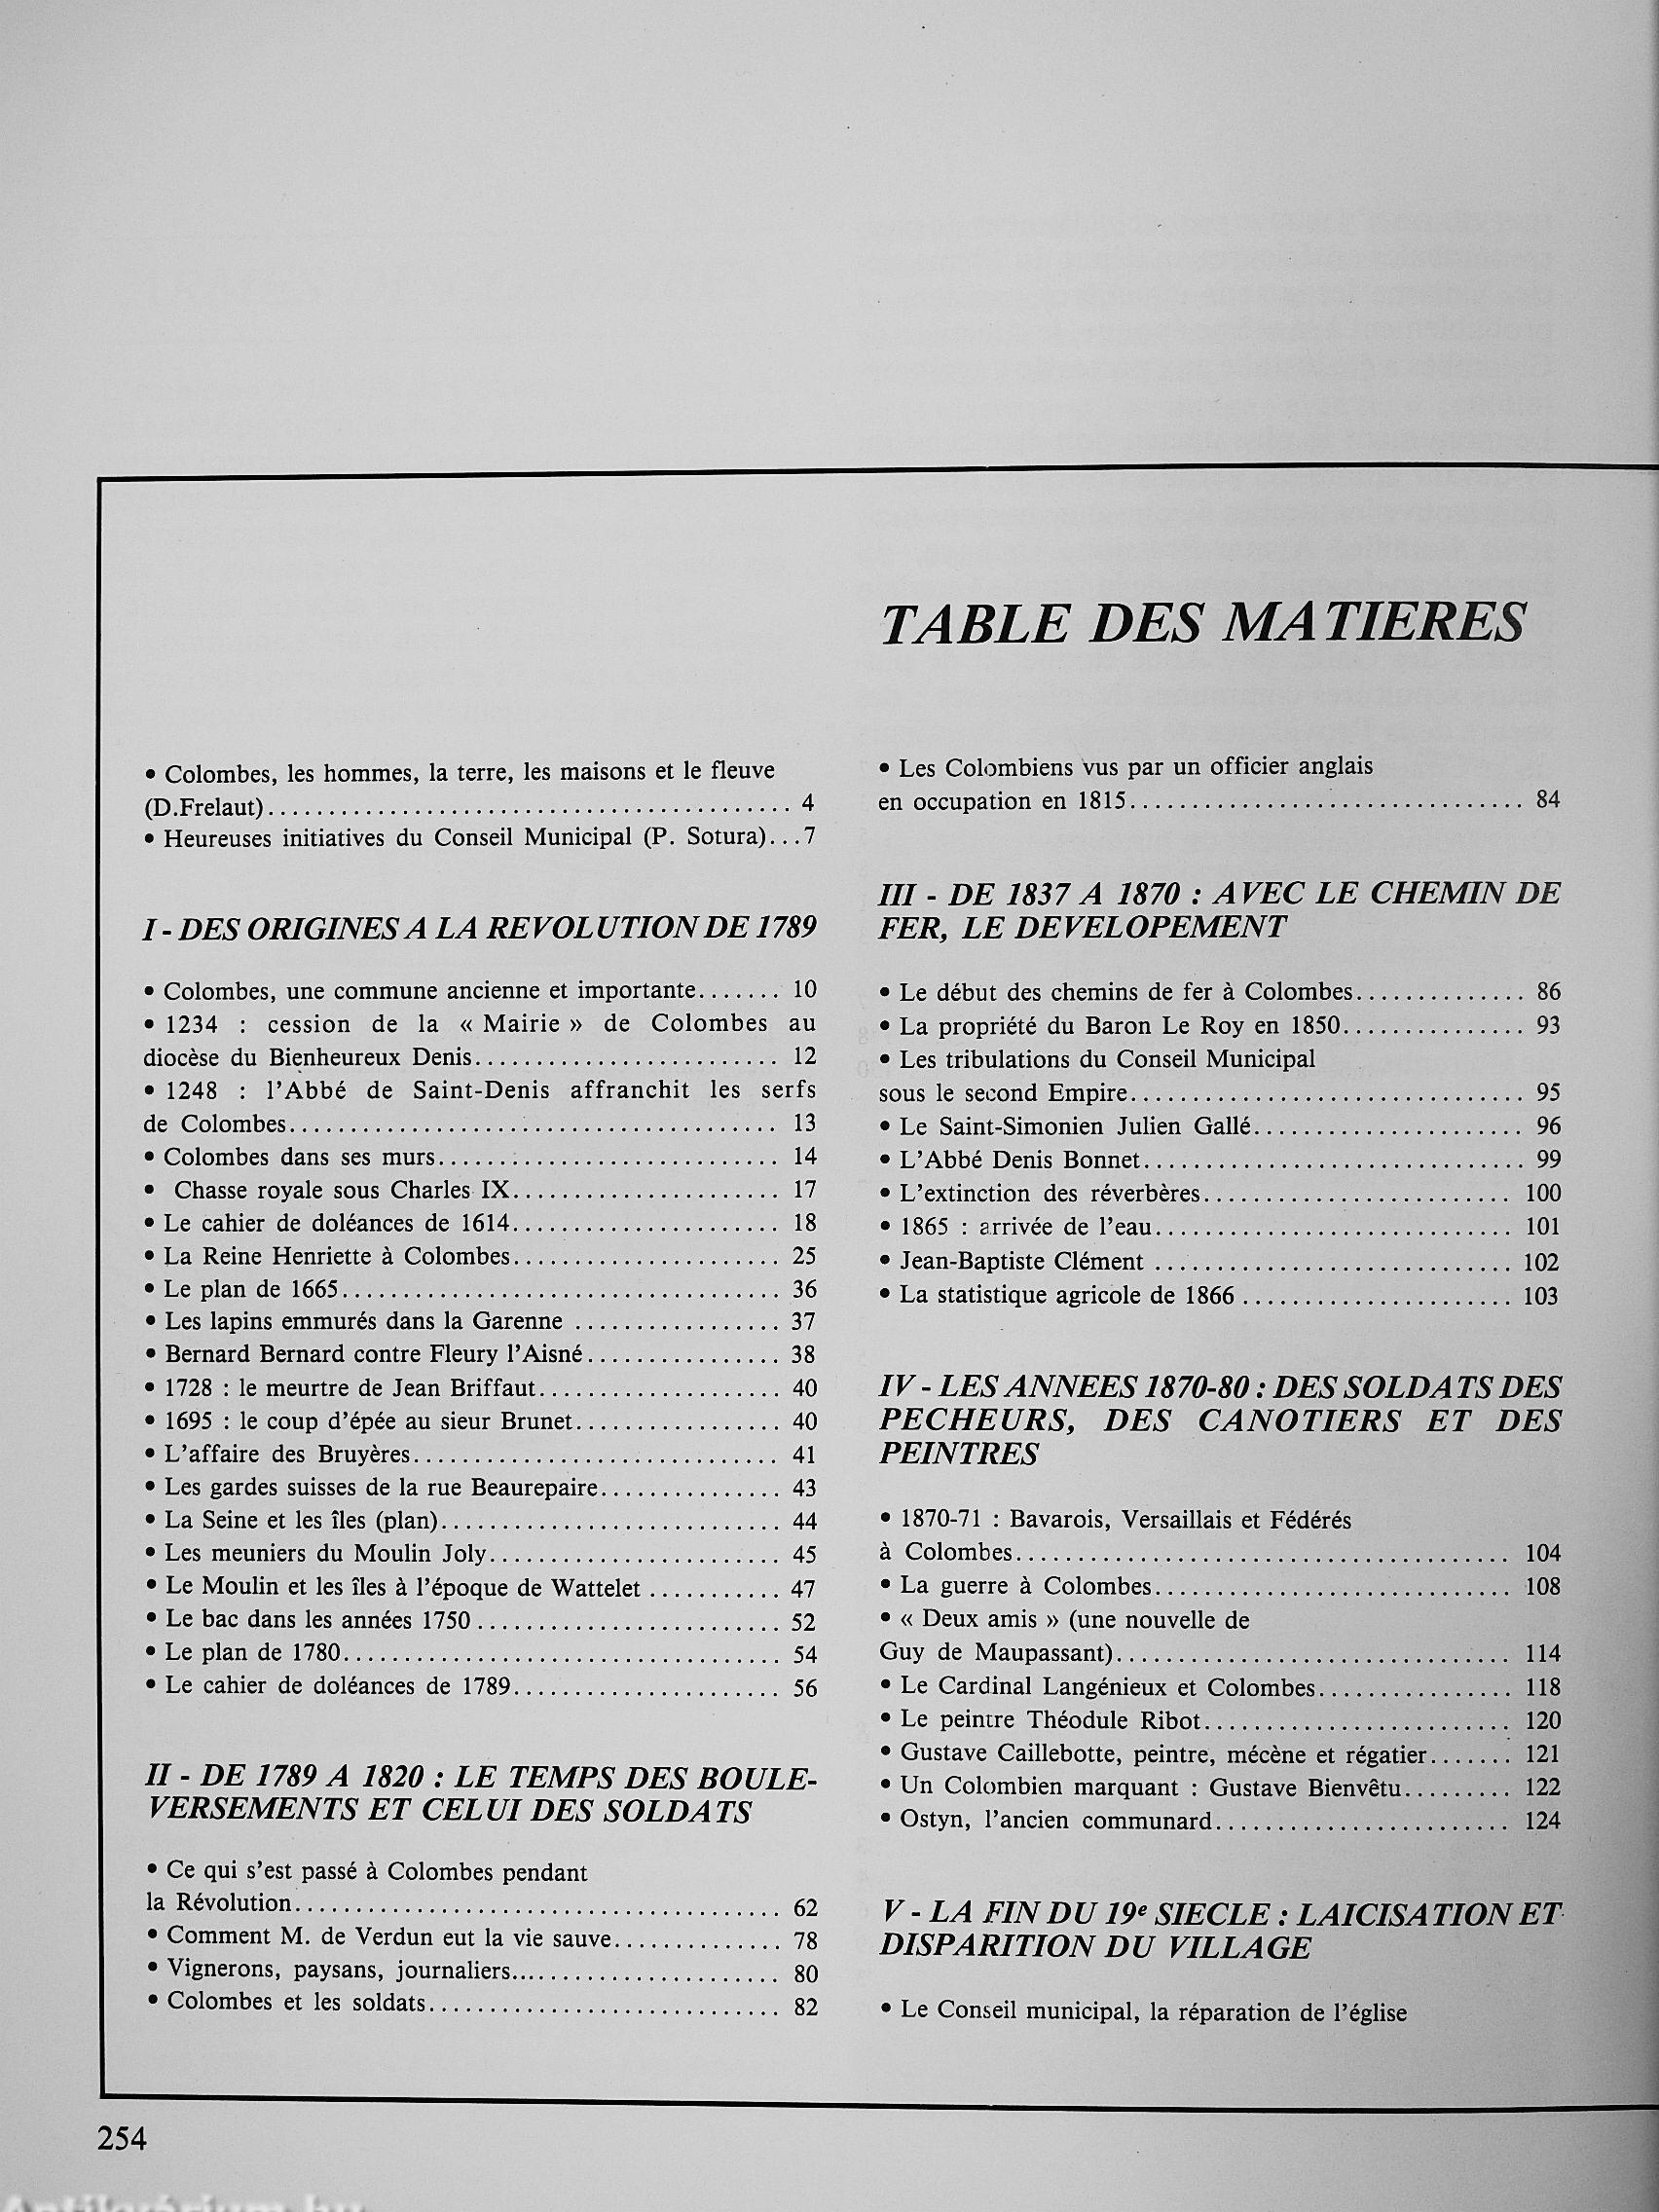 TABLE DES MATIERES
• Colombes, les hommes, la terre, les maisons et le fleuve
(D.Frelaut)........................................... 4
• Heureuses initiatives du Conseil Municipal (P. Sotura)...7
I - DES ORIGINES A LA REVOLUTION DE 1789
• Colombes, une commune ancienne et importante....... 10
• 1234 : cession de la « Mairie » de Colombes au
diocèse du Bienheureux Denis......................... 12
• 1248 : l'Abbé de Saint-Denis affranchit les serfs
de Colombes........................................ 13
• Colombes dans ses murs............................ 14
• Chasse royale sous Charles IX...................... 17
• Le cahier de doléances de 1614...................... 18
• La Reine Henriette à Colombes...................... 25
• Le plan de 1665.................................... 36
• Les lapins emmurés dans la Garenne ................. 37
• Bernard Bernard contre Fleury l'Aisné................ 38
• 1728 : le meurtre de Jean Briffaut.................... 40
• 1695 : le coup d'épée au sieur Brunet................. 40
• L'affaire des Bruyères.............................. 41
• Les gardes suisses de la rue Beaurepaire............... 43
• La Seine et les îles (plan)............................ 44
• Les meuniers du Moulin Joly........................ 45
• Le Moulin et les îles à l'époque de Wattelet ........... 47
• Le bac dans les années 1750......................... 52
• Le plan de 1780.................................... 54
• Le cahier de doléances de 1789...................... 56
II - DE 1789 A 1820 : LE TEMPS DES BOULE-
VERSEMENTS ET CELUI DES SOLDATS
• Ce qui s'est passé à Colombes pendant
la Révolution........................................ 62
• Comment M. de Verdun eut la vie sauve.............. 78
• Vignerons, paysans, journaliers...................... 80
• Colombes et les soldats............................. 82
• Les Colombiens vus par un officier anglais
en occupation en 1815................................ 84
III - DE 1837 A 1870 : AVEC LE CHEMIN DE
FER, LE DEVELOPEMENT
• Le début des chemins de fer à Colombes.............. 86
• La propriété du Baron Le Roy en 1850............... 93
• Les tribulations du Conseil Municipal
sous le second Empire................................ 95
• Le Saint-Simonien Julien Gallé...................... 96
• L'Abbé Denis Bonnet............................... 99
• L'extinction des réverbères......................... 100
• 1865 : arrivée de l'eau............................. 101
• Jean-Baptiste Clément ............................. 102
• La statistique agricole de 1866...................... 103
IV - LES ANNEES 1870-80 : DES SOLDATS DES
PECHEURS, DES CANOTIERS ET DES
PEINTRES
• 1870-71 : Bavarois, Versaillais et Fédérés
à Colombes........................................ 104
• La guerre à Colombes............................. 108
• « Deux amis » (une nouvelle de
Guy de Maupassant)................................ 114
• Le Cardinal Langénieux et Colombes................ 118
• Le peintre Théodule Ribot......................... 120
• Gustave Caillebotte, peintre, mécène et régatier....... 121
• Un Colombien marquant : Gustave Bienvêtu......... 122
• Ostyn, l'ancien communard........................ 124
V - LA FIN DU 19e SIECLE : LAICISATION ET
DISPARITION DU VILLAGE
• Le Conseil municipal, la réparation de l'église
254
Antikvárium.hu